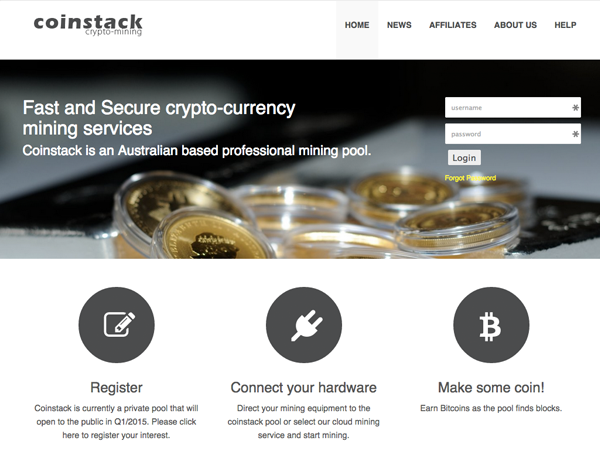 coinstack
crypto-mining
HOME NEWS AFFILIATES ABOUT US HELP
Fast and Secure crypto-currency
mining services
Coinstack is an Australian based professional mining pool.
username
password
Login
Forgot Password
Register
Coinstack is currently a private pool that will
open to the public in Q1/2015. Please click
here to register your interest.
Connect your hardware
Direct your mining equipment to the
coinstack pool or select our cloud mining
service and start mining.
Make some coin!
Earn Bitcoins as the pool finds blocks.